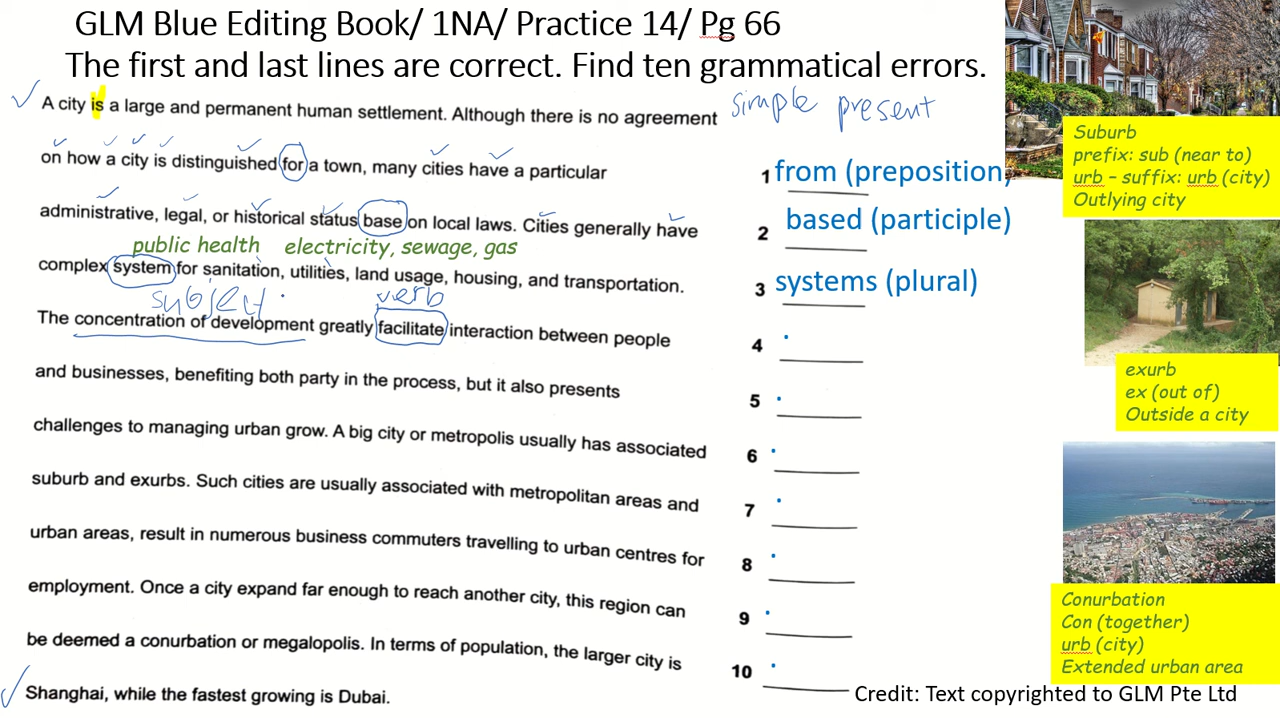 GLM Blue Editing Book/ 1NA/ Practice 14/ Pg 66
The first and last lines are correct. Find ten grammatical errors.
A city is a large and permanent human settlement. Although there is no agreement
simple present
on how a city is distinguished for a town, many cities have a particular
1 from (preposition)
administrative, legal, or historical status base on local laws. Cities generally have
2 based (participle)
public health electricity, sewage, gas
complex system for sanitation, utilities, land usage, housing, and transportation.
3 systems (plural)
subject verb
The concentration of development greatly facilitate interaction between people
4
and businesses, benefiting both party in the process, but it also presents
5
challenges to managing urban grow. A big city or metropolis usually has associated
6
suburb and exurbs. Such cities are usually associated with metropolitan areas and
7
urban areas, result in numerous business commuters travelling to urban centres for
8
employment. Once a city expand far enough to reach another city, this region can
9
be deemed a conurbation or megalopolis. In terms of population, the larger city is
10
Shanghai, while the fastest growing is Dubai.
Suburb
prefix: sub (near to)
urb – suffix: urb (city)
Outlying city
exurb
ex (out of)
Outside a city
Conurbation
Con (together)
urb (city)
Extended urban area
Credit: Text copyrighted to GLM Pte Ltd